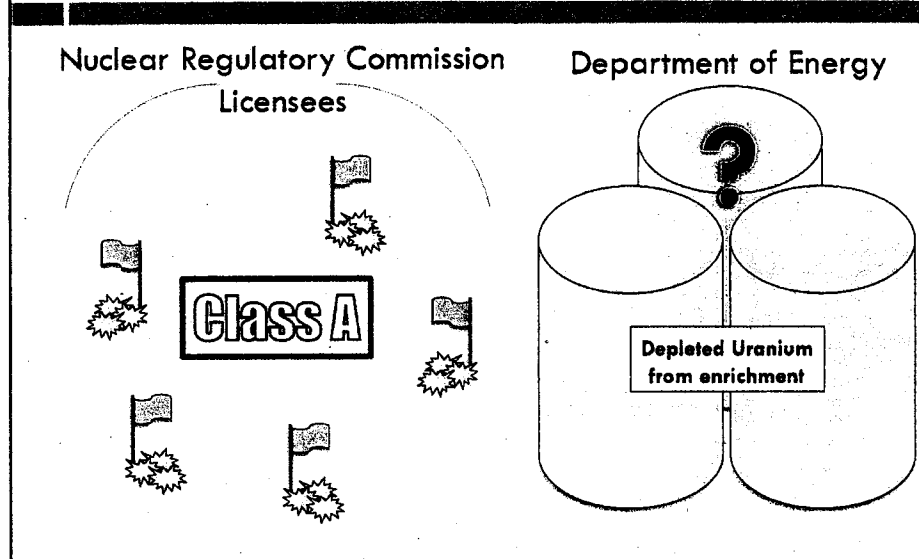 Nuclear Regulatory Commission
Licensees
Class A
Department of Energy
?
Depleted Uranium
from enrichment